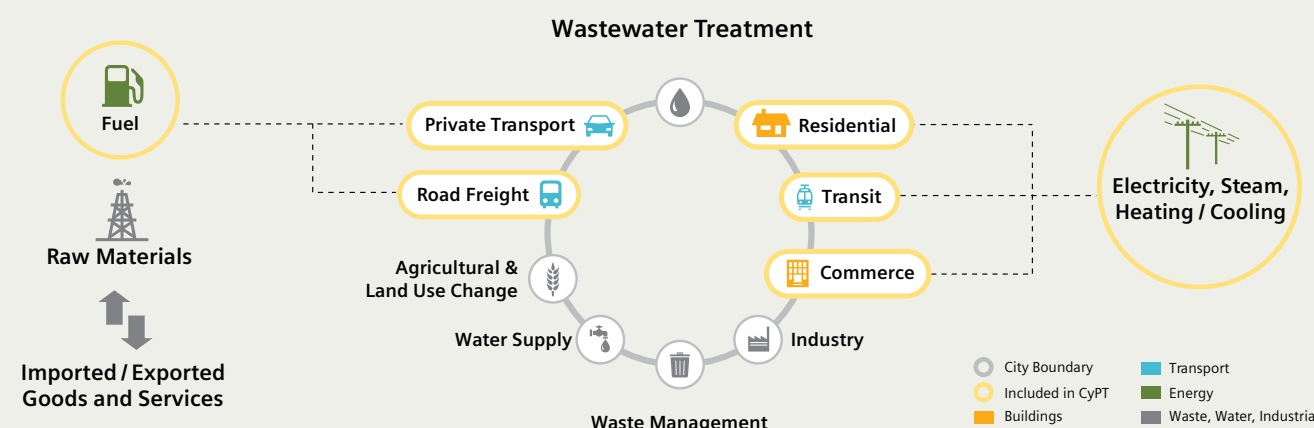 Wastewater Treatment
Fuel
Private Transport
Residential
Road Freight
Transit
Electricity, Steam,
Heating / Cooling
Raw Materials
Agricultural &
Land Use Change
Commerce
Water Supply
Industry
Imported / Exported
Goods and Services
Waste Management
City Boundary
Included in CyPT
Buildings
Transport
Energy
Waste, Water, Industria